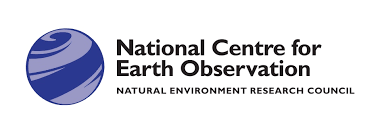 National Centre for
Earth Observation
NATURAL ENVIRONMENT RESEARCH COUNCIL